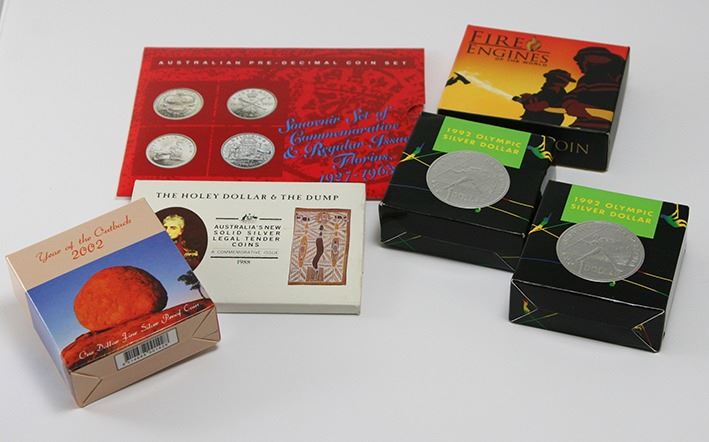 AUSTRALIAN PRE-DECIMAL COIN SET
Souvenir Set of
Commemorative
& Regular Issue
Florins
FIRE
ENGINES
OF THE WORLD
COIN
1992 OLYMPIC
SILVER DOLLAR
1992 OLYMPIC
SILVER DOLLAR
THE HOLEY DOLLAR & THE DUMP
AUSTRALIA'S NEW
SOLID SILVER
LEGAL TENDER
COINS
A COMMEMORATIVE ISSUE
1988
Year of the Outback
2002
One Dollar Fine Silver Proof Coin